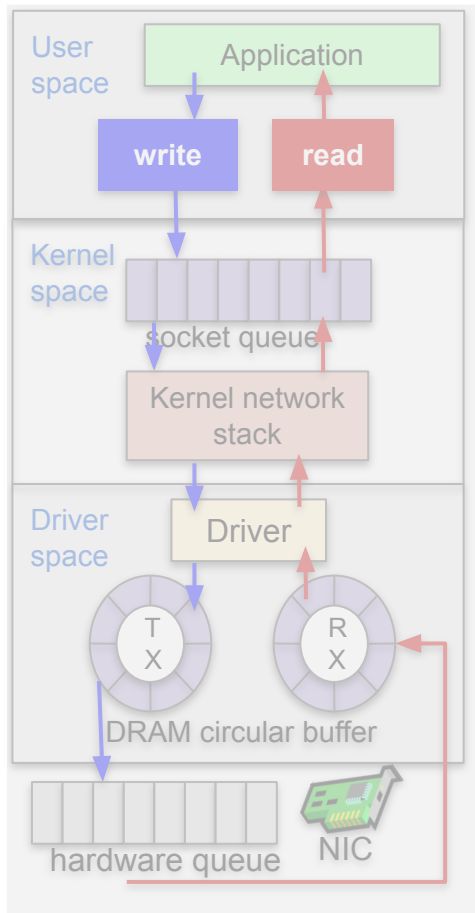 User
space
Application
write
read
Kernel
space
socket queue
Kernel network
stack
Driver
space
Driver
T
X
R
X
DRAM circular buffer
hardware queue
NIC